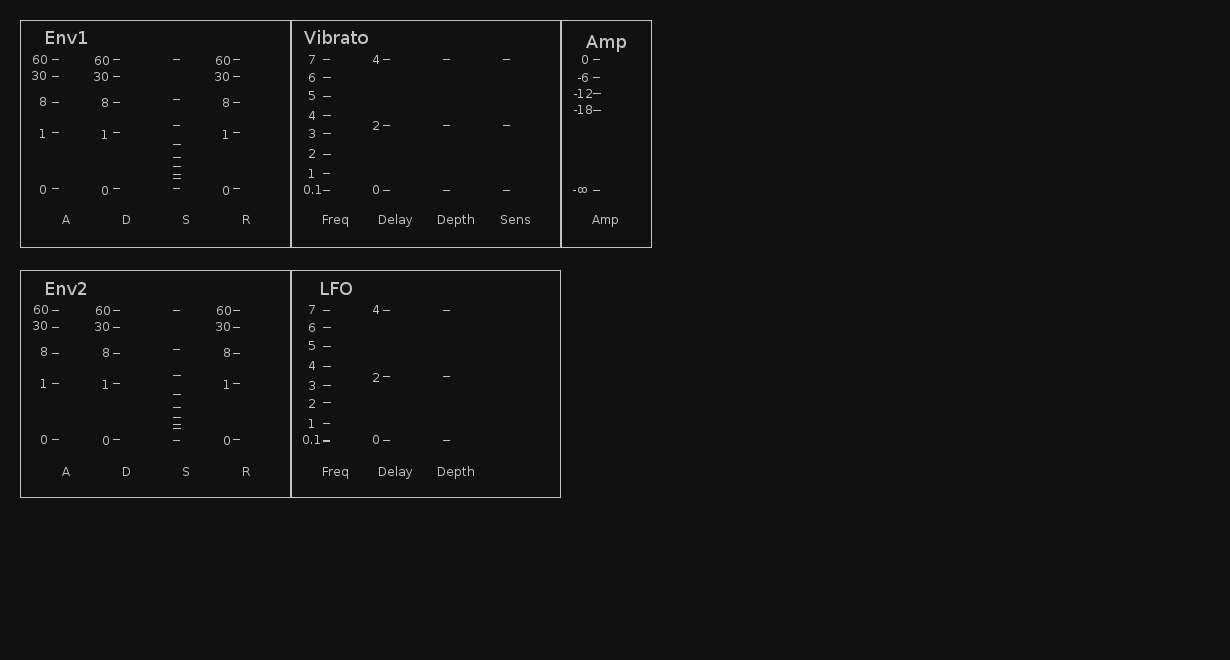 Env1 Vibrato Amp
60 60 60 7 4 0
30 30 30 6 -6
8 8 8 5 -12
4 -18
1 1 1 3 2
2
1
0 0 0 0.1 0 -∞
A D S R Freq Delay Depth Sens Amp
Env2 LFO
60 60 60 7 4
30 30 30 6
8 8 8 5
4
1 1 1 3 2
2
1
0 0 0 0.1 0
A D S R Freq Delay Depth